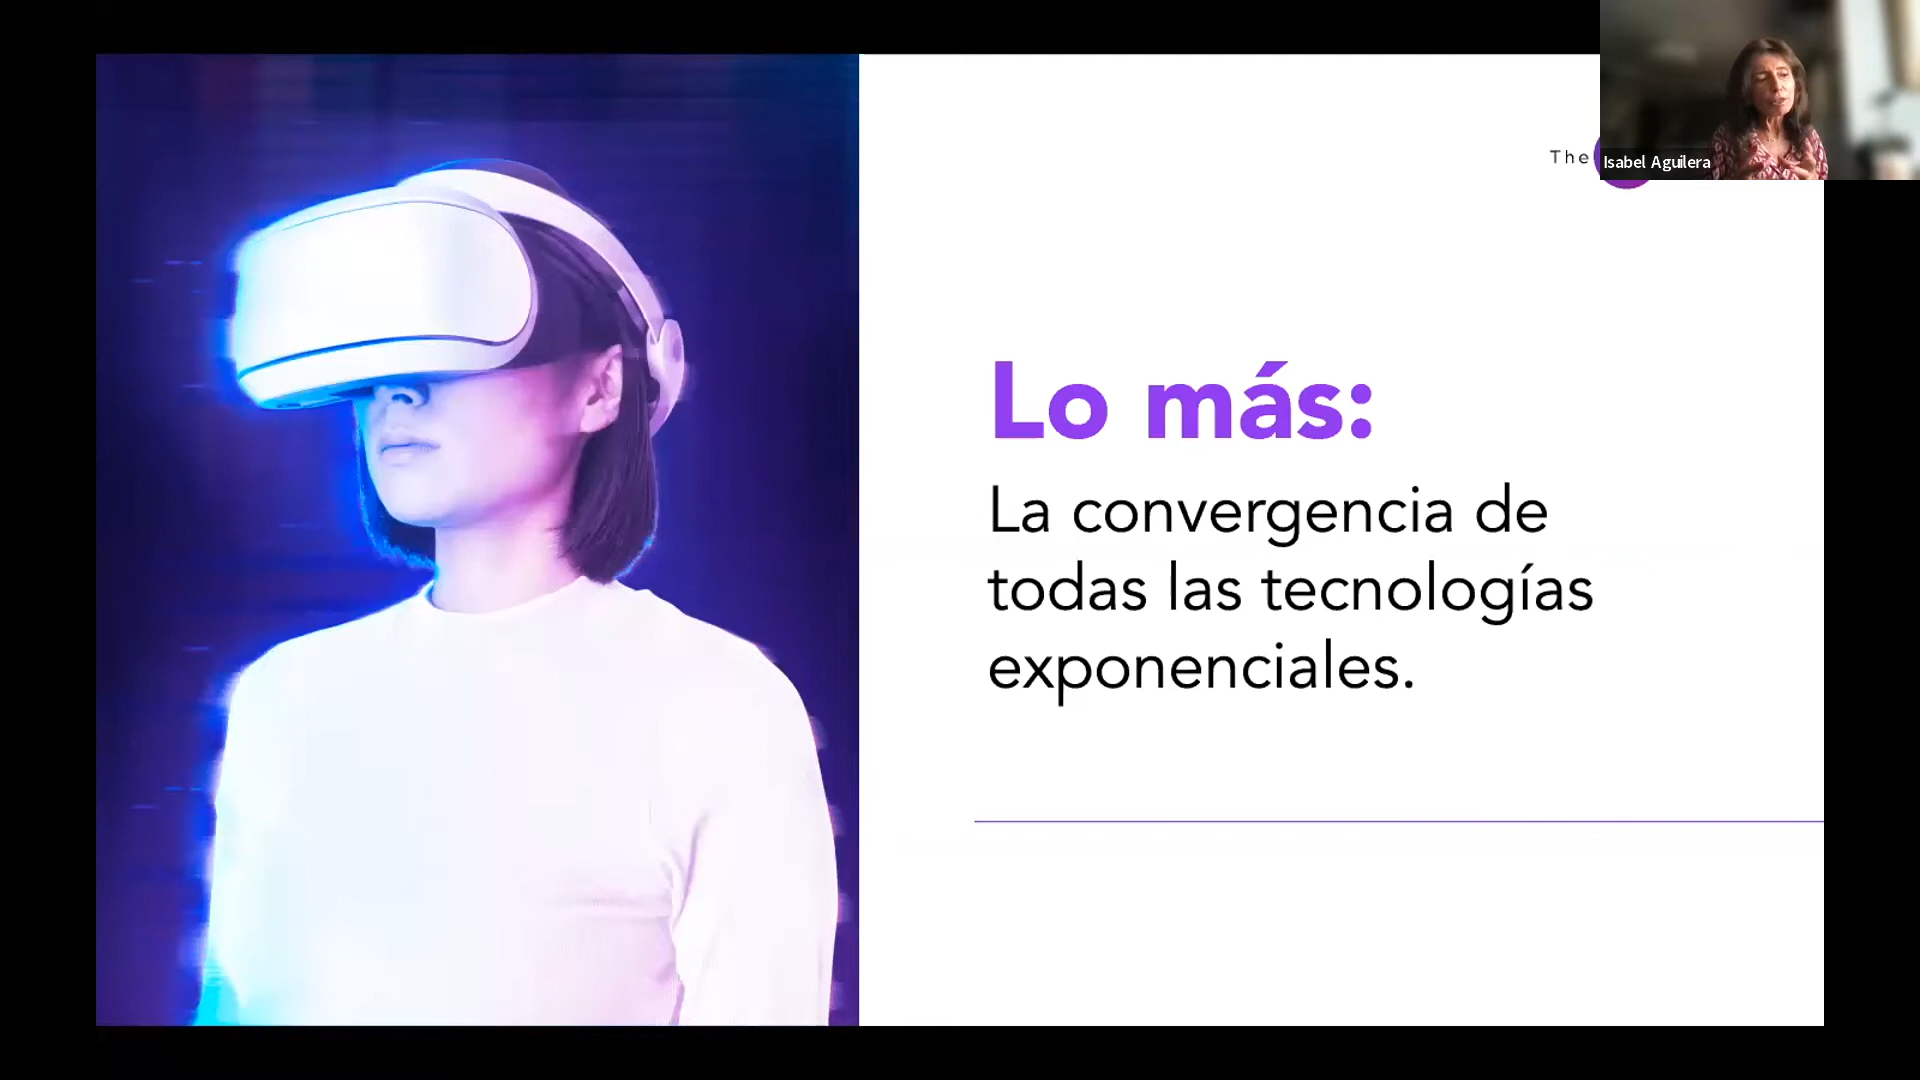 The
Isabel Aguilera
Lo más:
La convergencia de
todas las tecnologías
exponenciales.